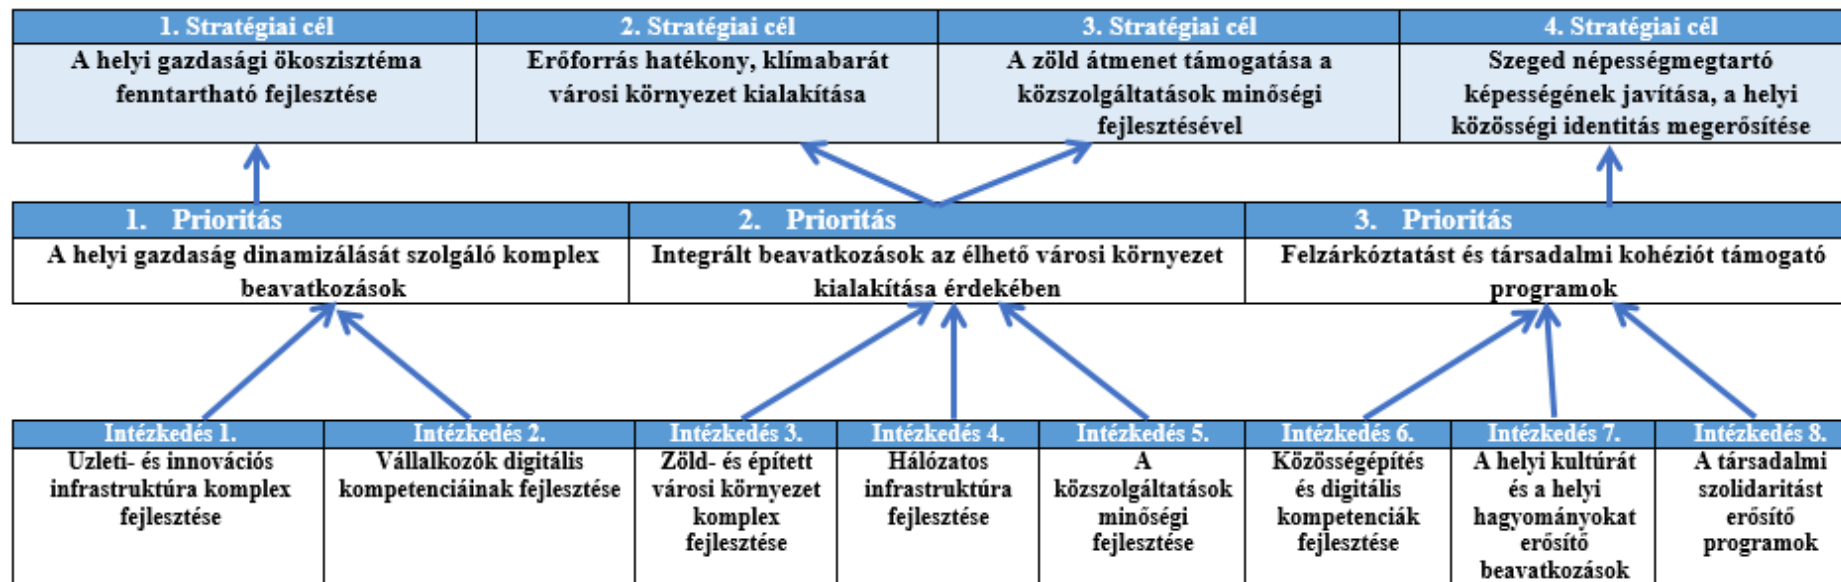 1. Stratégiai cél
A helyi gazdasági ökoszisztéma
fenntartható fejlesztése
2. Stratégiai cél
Erőforrás hatékony, klímabarát
városi környezet kialakítása
3. Stratégiai cél
A zöld átmenet támogatása a
közszolgáltatások minőségi
fejlesztésével
4. Stratégiai cél
Szeged népességmegtartó
képességének javítása, a helyi
közösségi identitás megerősítése
1. Prioritás
A helyi gazdaság dinamizálását szolgáló komplex
beavatkozások
2. Prioritás
Integrált beavatkozások az élhető városi környezet
kialakítása érdekében
3. Prioritás
Felzárkóztatást és társadalmi kohéziót támogató
programok
Intézkedés 1.
Uzleti- és innovációs
infrastruktúra komplex
fejlesztése
Intézkedés 2.
Vállalkozók digitális
kompetenciáinak fejlesztése
Intézkedés 3.
Zöld- és épített
városi környezet
komplex
fejlesztése
Intézkedés 4.
Hálózatos
infrastruktúra
fejlesztése
Intézkedés 5.
A
közszolgáltatások
minőségi
fejlesztése
Intézkedés 6.
Közösségépítés
és digitális
kompetenciák
fejlesztése
Intézkedés 7.
A helyi kultúrát
és a helyi
hagyományokat
erősítő
beavatkozások
Intézkedés 8.
A társadalmi
szolidaritást
erősítő
programok